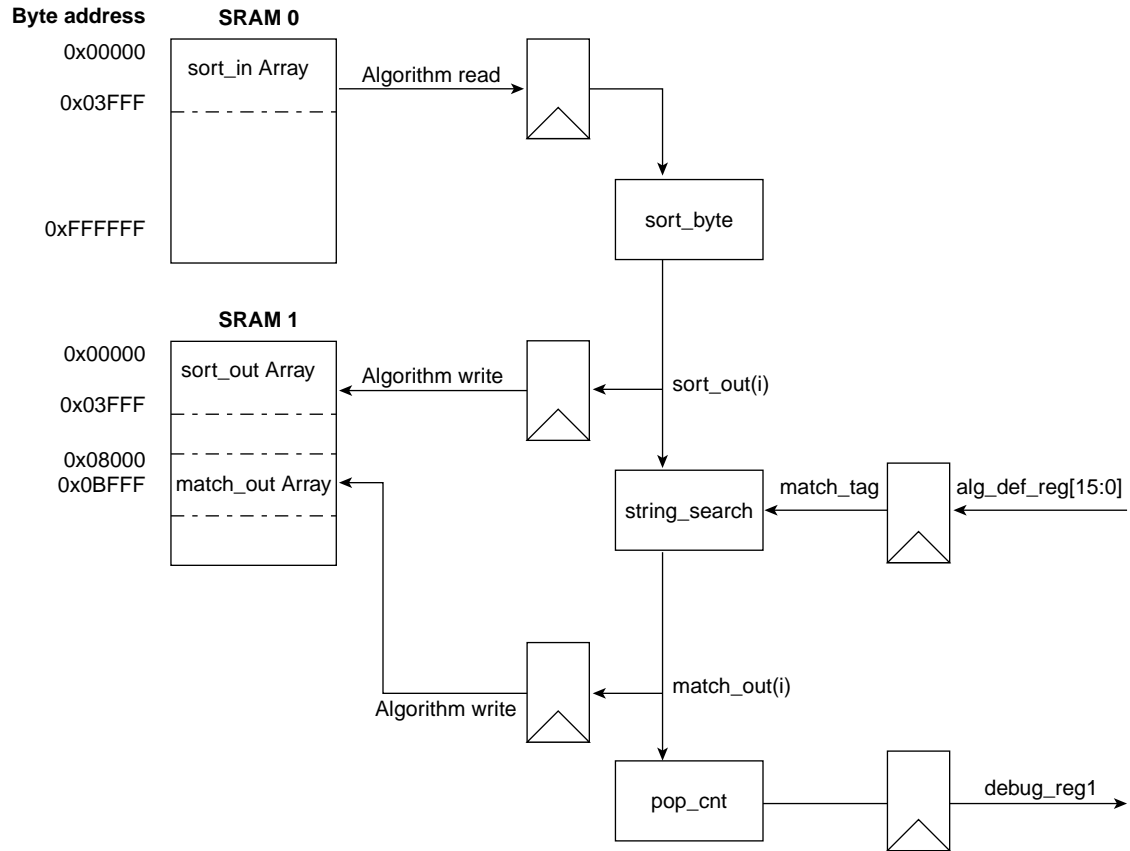 Byte address
SRAM 0
0x00000
sort_in Array
Algorithm read
0x03FFF
0xFFFFFF
sort_byte
SRAM 1
0x00000
sort_out Array
Algorithm write
sort_out(i)
0x03FFF
0x08000
0x0BFFF
match_out Array
string_search
match_tag
alg_def_reg[15:0]
match_out(i)
Algorithm write
pop_cnt
debug_reg1